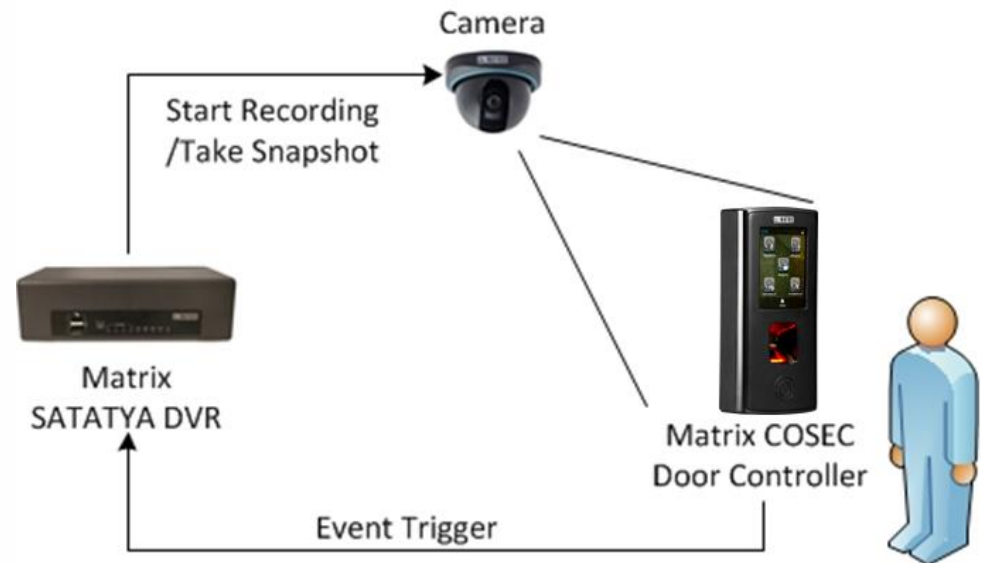 Camera
Start Recording
/Take Snapshot
Matrix
SATATYA DVR
Matrix COSEC
Door Controller
Event Trigger